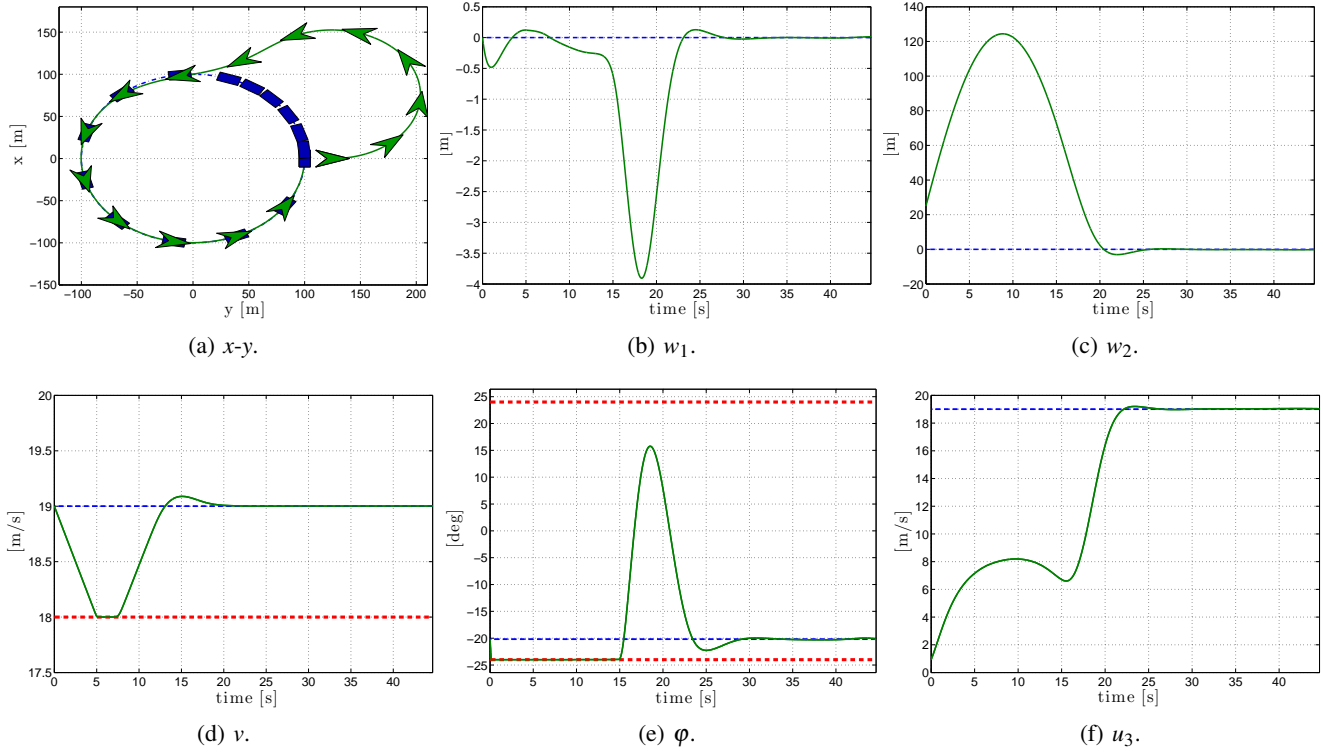 150
100
50
0
−50
−100
−150
x [m]
−100 −50 0 50 100 150 200
y [m]
(a) x-y.
0.5
0
−0.5
−1
−1.5
−2
−2.5
−3
−3.5
−4
[m]
0 5 10 15 20 25 30 35 40
time [s]
(b) w1.
140
120
100
80
60
40
20
0
−20
[m]
0 5 10 15 20 25 30 35 40
time [s]
(c) w2.
20
19.5
19
18.5
18
17.5
[m/s]
0 5 10 15 20 25 30 35 40
time [s]
(d) v.
25
20
15
10
5
0
−5
−10
−15
−20
−25
[deg]
0 5 10 15 20 25 30 35 40
time [s]
(e) φ.
20
18
16
14
12
10
8
6
4
2
0
[m/s]
0 5 10 15 20 25 30 35 40
time [s]
(f) u3.